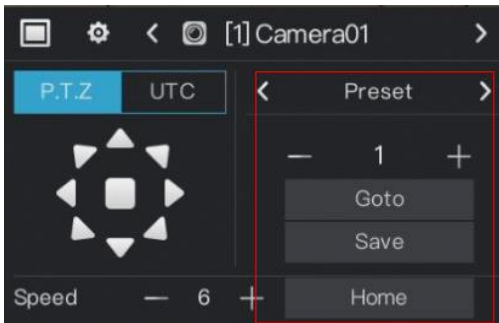 [1] Camera01
P.T.Z UTC
Preset
1
Goto
Save
Speed 6 Home